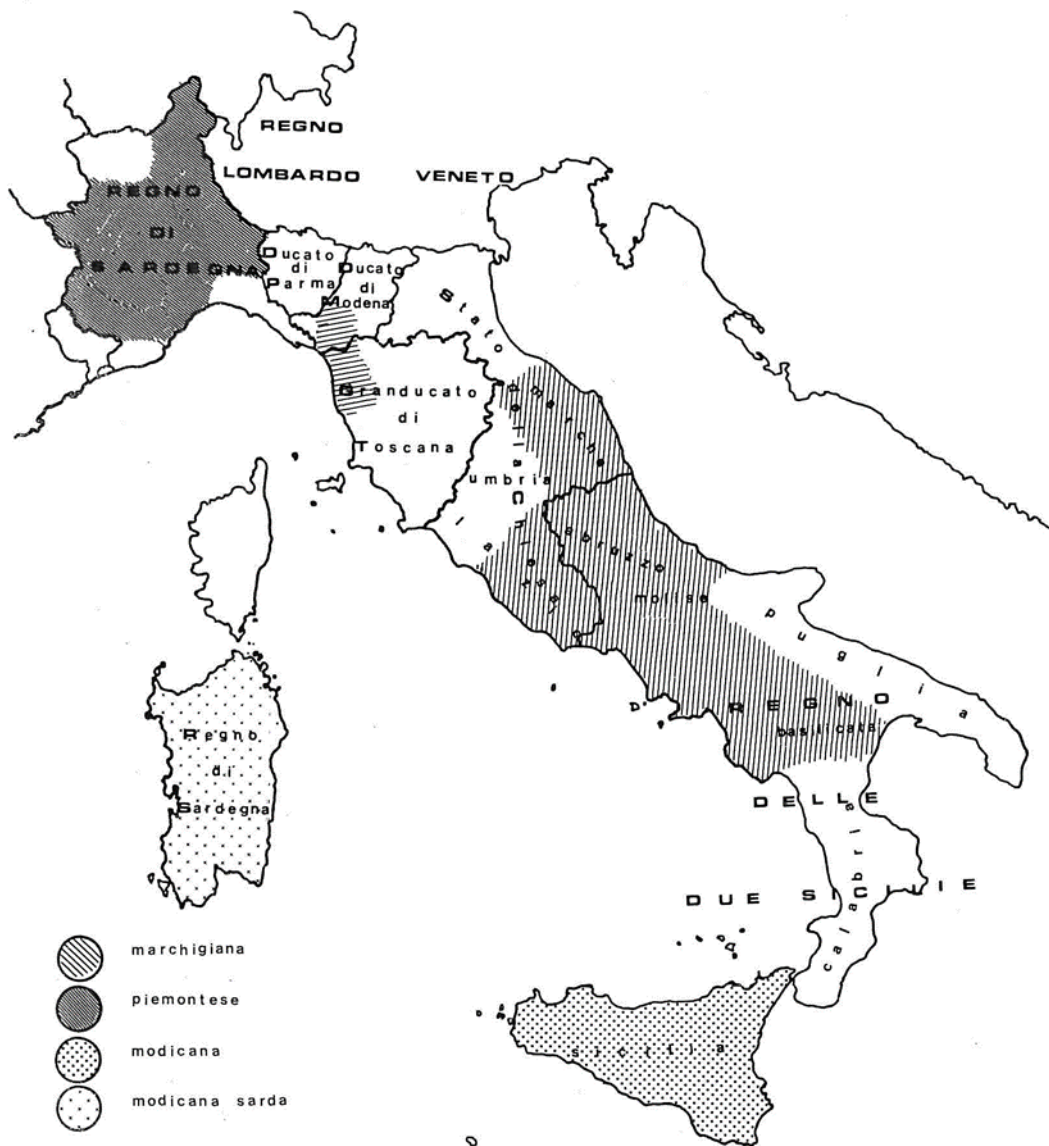 REGNO
LOMBARDO VENETO
REGNO
DI
SARDEGNA
Ducato
di
Parma
Ducato
di
Modena
Stato
della Chiesa
marche
Granducato
di
Toscana
umbria
lazio
abruzzo
molise
puglia
REGNO
basilicata
DELLE
DUE SICILIE
calabria
Regno
di
Sardegna
sicilia
marchigiana
piemontese
modicana
modicana sarda